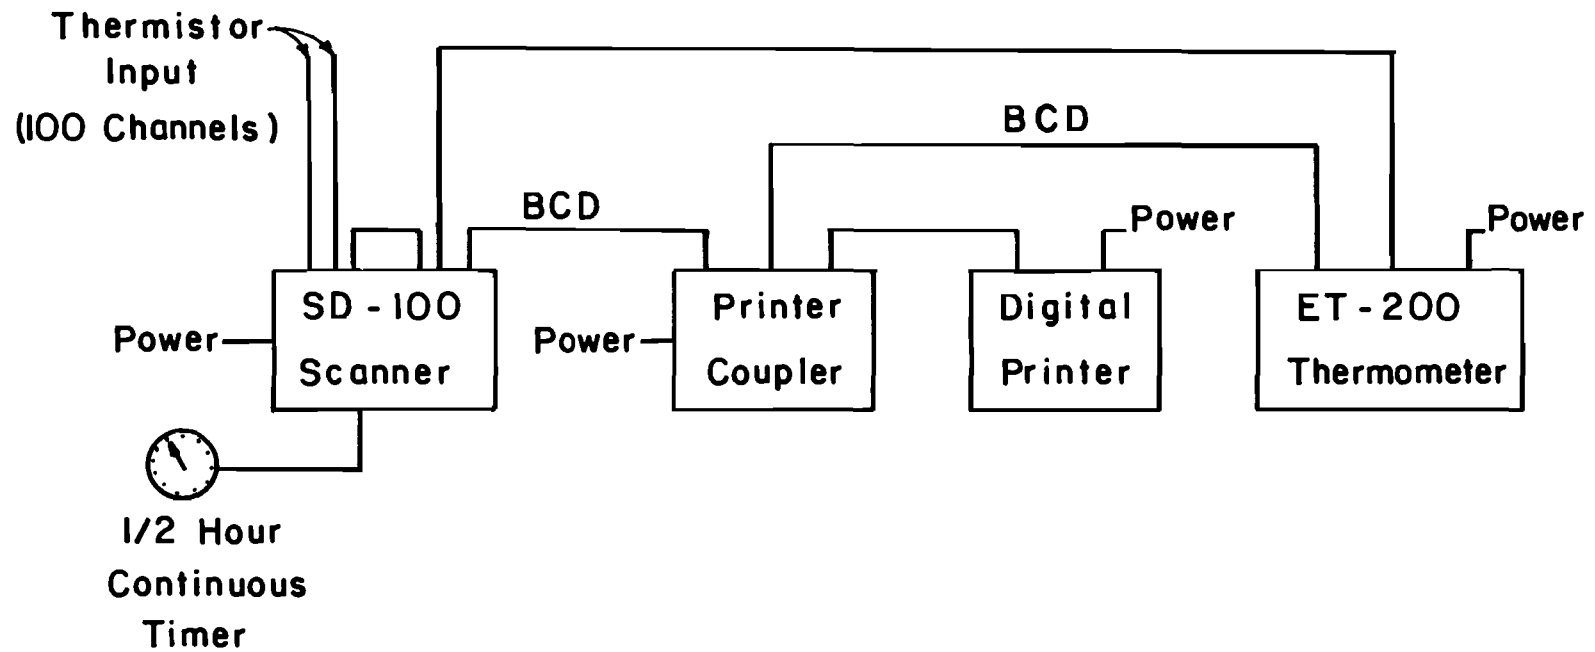 Thermistor
Input
(100 Channels)
BCD
BCD
Power
Power
SD-100
Scanner
Power
Printer
Coupler
Power
Digital
Printer
ET-200
Thermometer
1/2 Hour
Continuous
Timer